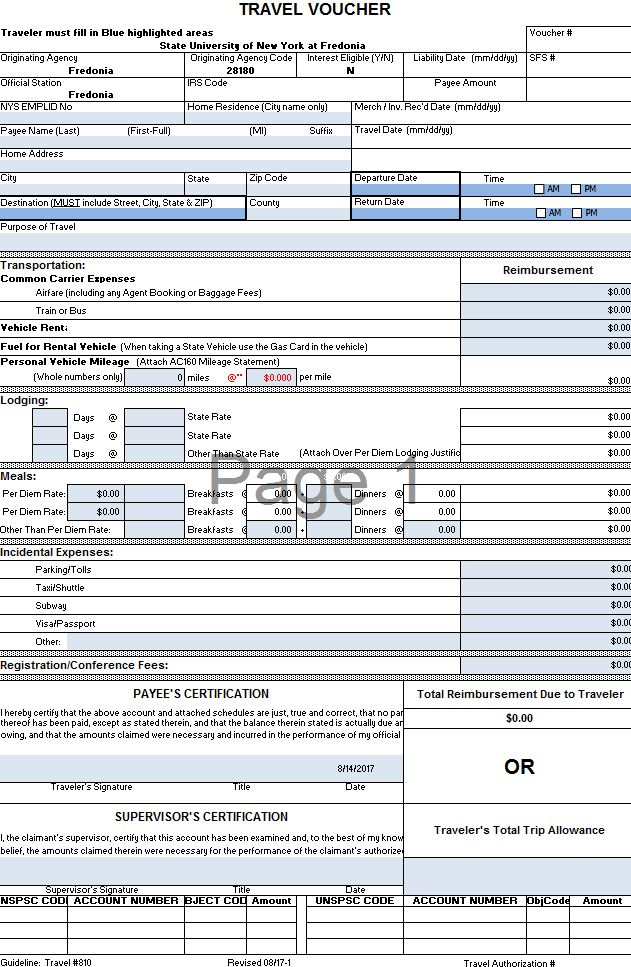 TRAVEL VOUCHER
Traveler must fill in Blue highlighted areas
Voucher #
State University of New York at Fredonia
Originating Agency Originating Agency Code Interest Eligible (Y/N) Liability Date (mm/dd/yy) SFS #
Fredonia 28180 N
Official Station IRS Code Payee Amount
Fredonia
NYS EMPLID No Home Residence (City name only) Merch / Inv. Rec'd Date (mm/dd/yy)
Payee Name (Last) (First-Full) (MI) Suffix Travel Date (mm/dd/yy)
Home Address
City State Zip Code Departure Date Time
AM PM
Destination (MUST include Street, City, State & ZIP) County Return Date Time
AM PM
Purpose of Travel
Transportation: Reimbursement
Common Carrier Expenses
Airfare (including any Agent Booking or Baggage Fees) $0.00
Train or Bus $0.00
Vehicle Renta $0.00
Fuel for Rental Vehicle (When taking a State Vehicle use the Gas Card in the vehicle) $0.00
Personal Vehicle Mileage (Attach AC160 Mileage Statement)
(Whole numbers only) 0 miles @** $0.000 per mile $0.00
Lodging:
Days @ State Rate $0.00
Days @ State Rate $0.00
Days @ Other Than State Rate (Attach Over Per Diem Lodging Justific $0.00
Page 1
Meals:
Per Diem Rate: $0.00 Breakfasts @ 0.00 + Dinners @ 0.00 $0.00
Per Diem Rate: $0.00 Breakfasts @ 0.00 + Dinners @ 0.00 $0.00
Other Than Per Diem Rate: Breakfasts @ 0.00 + Dinners @ 0.00 $0.00
Incidental Expenses:
Parking/Tolls $0.00
Taxi/Shuttle $0.00
Subway $0.00
Visa/Passport $0.00
Other: $0.00
Registration/Conference Fees: $0.00
PAYEE'S CERTIFICATION Total Reimbursement Due to Traveler
I hereby certify that the above account and attached schedules are just, true and correct, that no par
thereof has been paid, except as stated therein, and that the balance therein stated is actually due an
owing, and that the amounts claimed were necessary and incurred in the performance of my official
$0.00
OR
8/14/2017
Traveler's Signature Title Date
SUPERVISOR'S CERTIFICATION
Traveler's Total Trip Allowance
I, the claimant's supervisor, certify that this account has been examined and, to the best of my know
belief, the amounts claimed therein were necessary for the performance of the claimant's authorize
Supervisor's Signature Title Date
NSPSC CODE ACCOUNT NUMBER BJECT COD Amount UNSPSC CODE ACCOUNT NUMBER ObjCode Amount
Guideline: Travel #810 Revised 08/17-1 Travel Authorization #